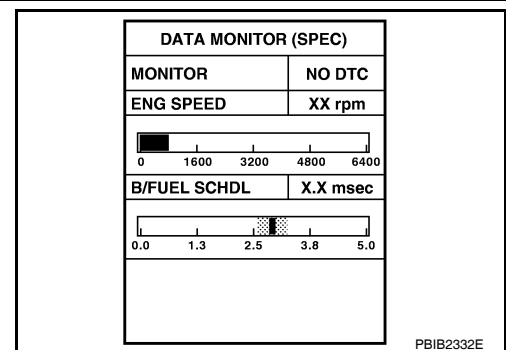 DATA MONITOR (SPEC)
MONITOR NO DTC
ENG SPEED XX rpm
0 1600 3200 4800 6400
B/FUEL SCHDL X.X msec
0.0 1.3 2.5 3.8 5.0
PBIB2332E